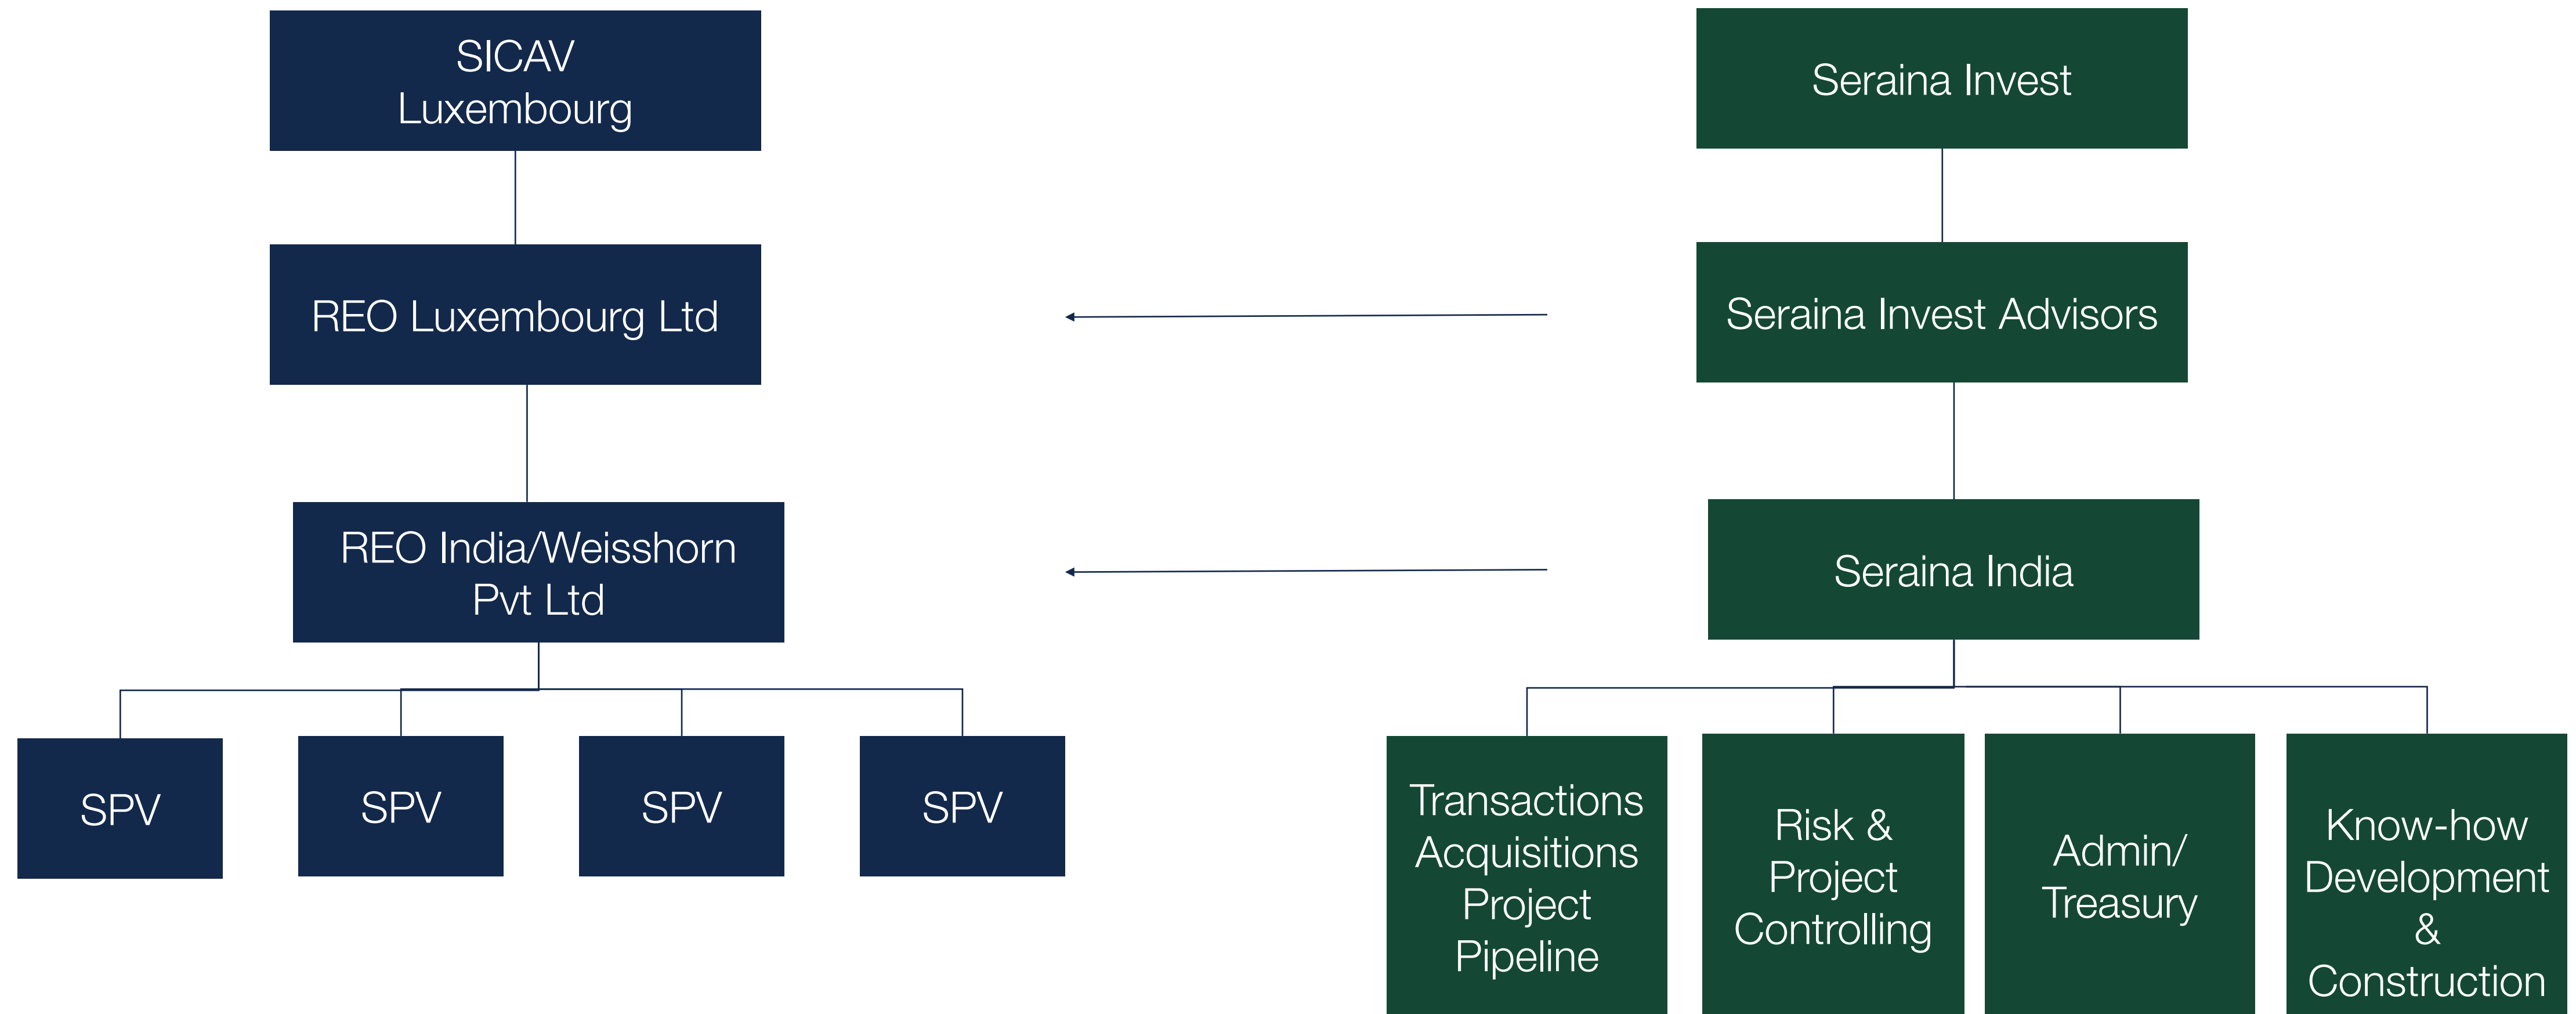 SICAV
Luxembourg
Seraina Invest
REO Luxembourg Ltd
Seraina Invest Advisors
REO India/Weisshorn
Pvt Ltd
Seraina India
SPV
SPV
SPV
SPV
Transactions
Acquisitions
Project
Pipeline
Risk &
Project
Controlling
Admin/
Treasury
Know-how
Development
&
Construction